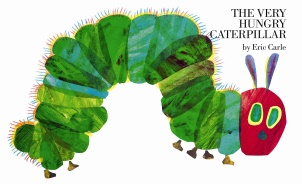 THE VERY
HUNGRY
CATERPILLAR
by Eric Carle